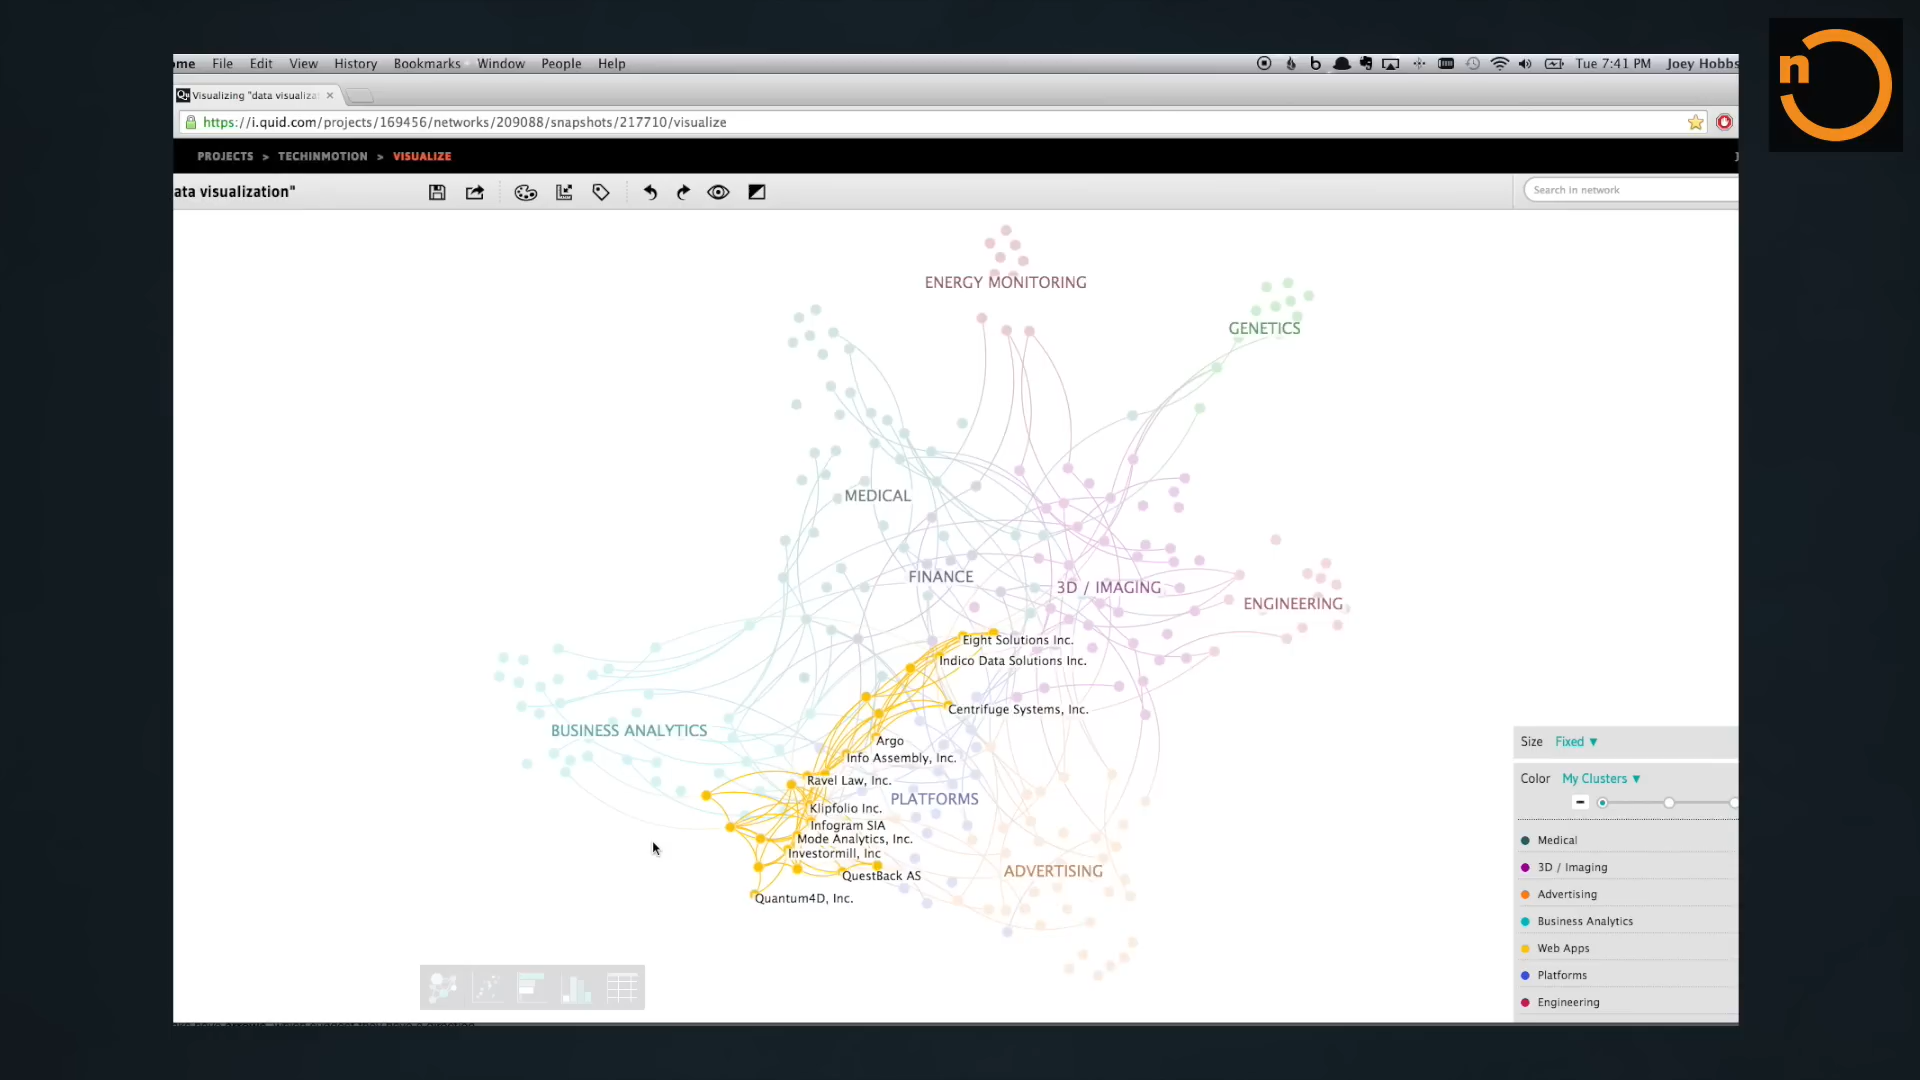 ome File Edit View History Bookmarks Window People Help
Tue 7:41 PM Joey Hobbs
n
Visualizing "data visualiza
https://i.quid.com/projects/169456/networks/209088/snapshots/217710/visualize
PROJECTS > TECHINMOTION > VISUALIZE
ata visualization"
Search in network
ENERGY MONITORING
GENETICS
MEDICAL
FINANCE
3D / IMAGING
ENGINEERING
Eight Solutions Inc.
Indico Data Solutions Inc.
Centrifuge Systems, Inc.
BUSINESS ANALYTICS
Argo
Info Assembly, Inc.
Ravel Law, Inc.
PLATFORMS
Klipfolio Inc.
Infogram SIA
Mode Analytics, Inc.
Investormill, Inc
ADVERTISING
QuestBack AS
Quantum4D, Inc.
Size Fixed
Color My Clusters
Medical
3D / Imaging
Advertising
Business Analytics
Web Apps
Platforms
Engineering